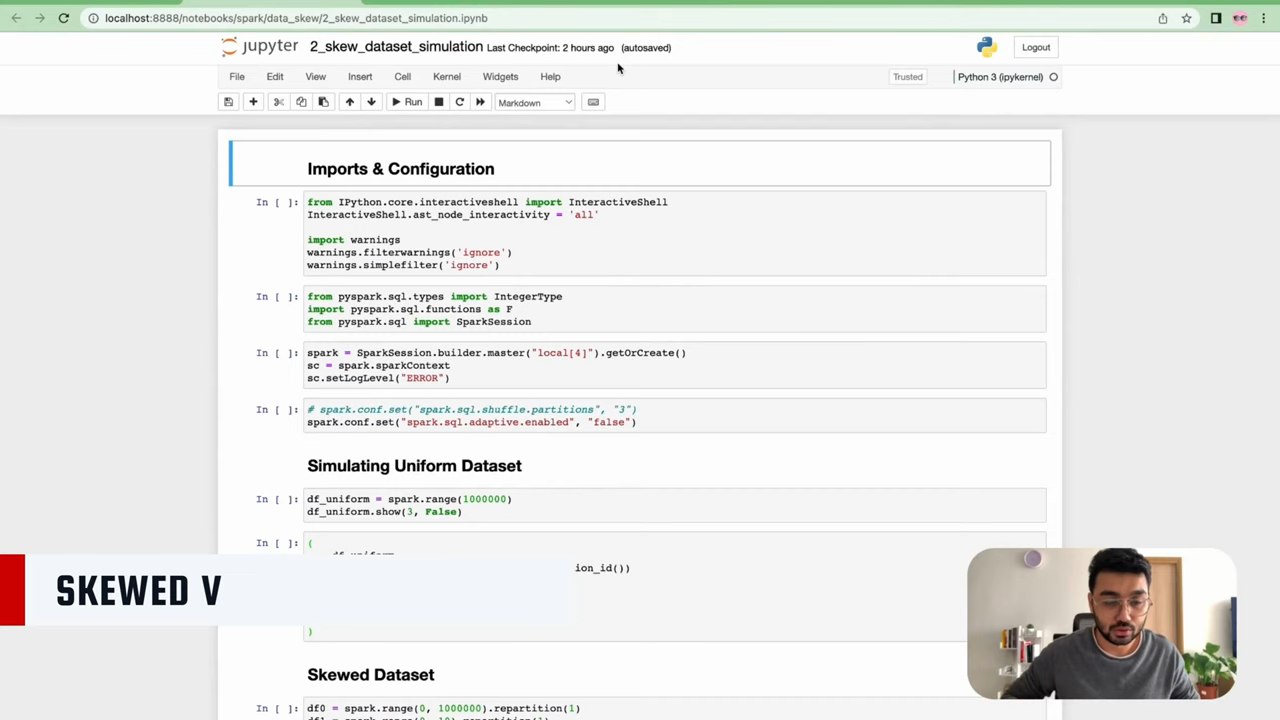 localhost:8888/notebooks/spark/data_skew/2_skew_dataset_simulation.ipynb
jupyter 2_skew_dataset_simulation Last Checkpoint: 2 hours ago (autosaved)
Logout
File Edit View Insert Cell Kernel Widgets Help
Trusted
Python 3 (ipykernel)
Run
Markdown
Imports & Configuration
In [ ]: from IPython.core.interactiveshell import InteractiveShell
InteractiveShell.ast_node_interactivity = 'all'
import warnings
warnings.filterwarnings('ignore')
warnings.simplefilter('ignore')
In [ ]: from pyspark.sql.types import IntegerType
import pyspark.sql.functions as F
from pyspark.sql import SparkSession
In [ ]: spark = SparkSession.builder.master("local[4]").getOrCreate()
sc = spark.sparkContext
sc.setLogLevel("ERROR")
In [ ]: # spark.conf.set("spark.sql.shuffle.partitions", "3")
spark.conf.set("spark.sql.adaptive.enabled", "false")
Simulating Uniform Dataset
In [ ]: df_uniform = spark.range(1000000)
df_uniform.show(3, False)
In [ ]: (
df_uniform
ion_id())
)
SKEWED V
Skewed Dataset
In [ ]: df0 = spark.range(0, 1000000).repartition(1)